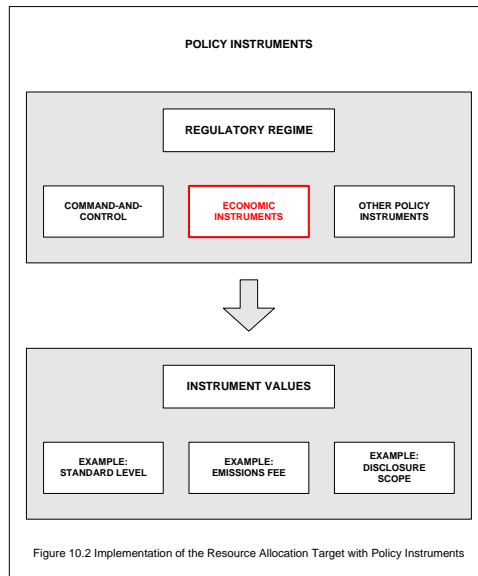 POLICY INSTRUMENTS
REGULATORY REGIME
COMMAND-AND-
CONTROL
ECONOMIC
INSTRUMENTS
OTHER POLICY
INSTRUMENTS
INSTRUMENT VALUES
EXAMPLE:
STANDARD LEVEL
EXAMPLE:
EMISSIONS FEE
EXAMPLE:
DISCLOSURE
SCOPE
Figure 10.2 Implementation of the Resource Allocation Target with Policy Instruments